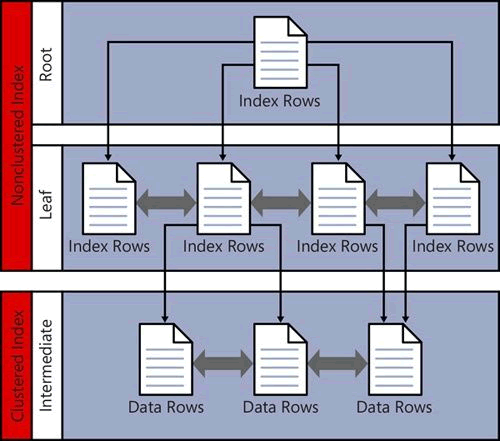 Nonclustered Index
Root
Index Rows
Leaf
Index Rows
Index Rows
Index Rows
Index Rows
Clustered Index
Intermediate
Data Rows
Data Rows
Data Rows